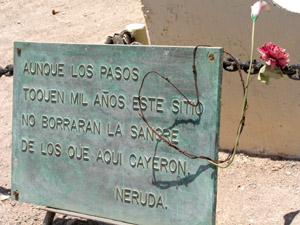 AUNQUE LOS PASOS
TOQUEN MIL AÑOS ESTE SITIO
NO BORRARAN LA SANGRE
DE LOS QUE AQUI CAYERON.
NERUDA.